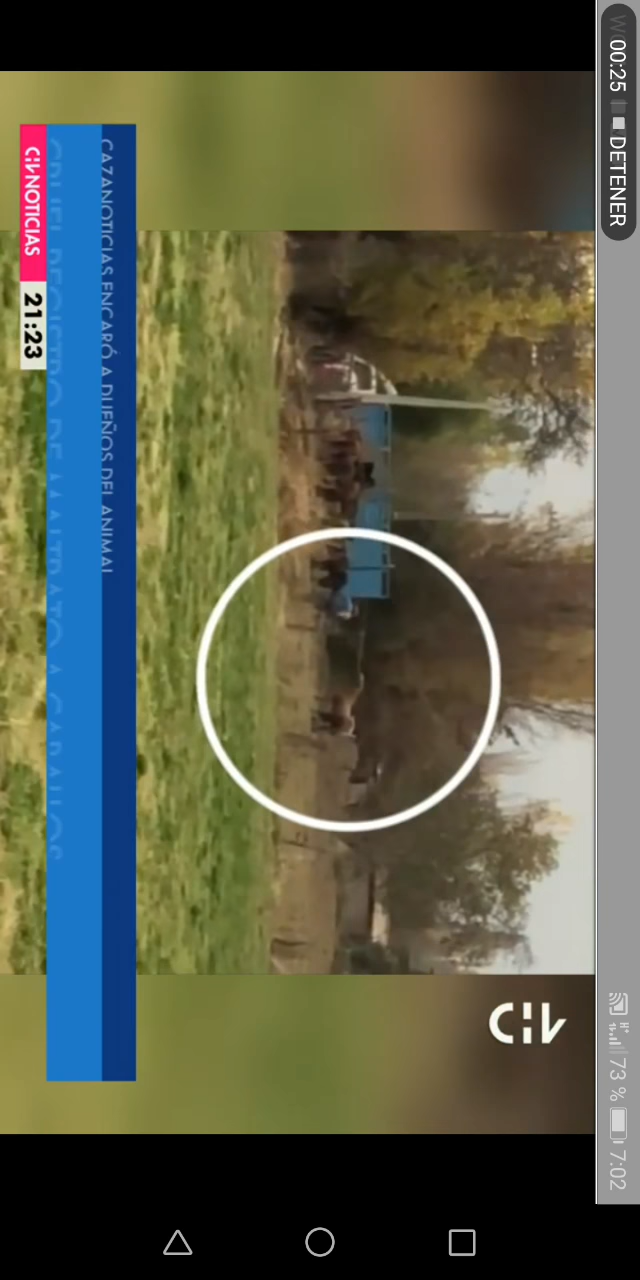 00:25 DETENER
73 % 7:02
H+
CHV
CAZANOTICIAS ENCARÓ A DUEÑOS DEL ANIMAL
CRUEL REGISTRO DE MALTRATO A CABALLOS
CHV NOTICIAS 21:23